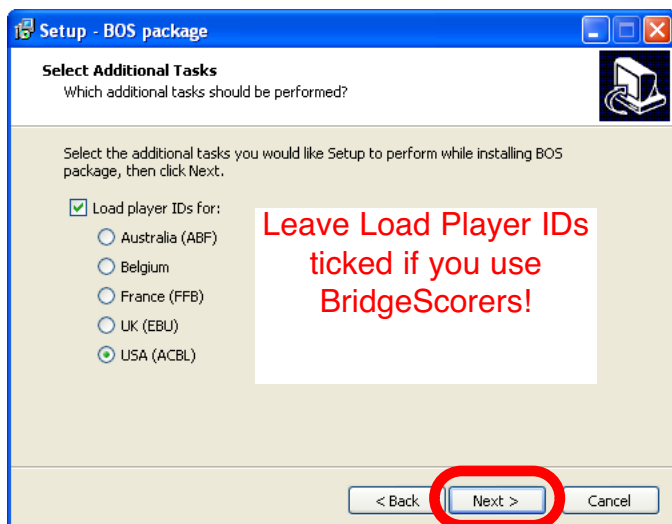 Setup - BOS package
Select Additional Tasks
Which additional tasks should be performed?
Select the additional tasks you would like Setup to perform while installing BOS
package, then click Next.
Load player IDs for:
Australia (ABF)
Belgium
France (FFB)
UK (EBU)
USA (ACBL)
Leave Load Player IDs
ticked if you use
BridgeScorers!
< Back
Next >
Cancel